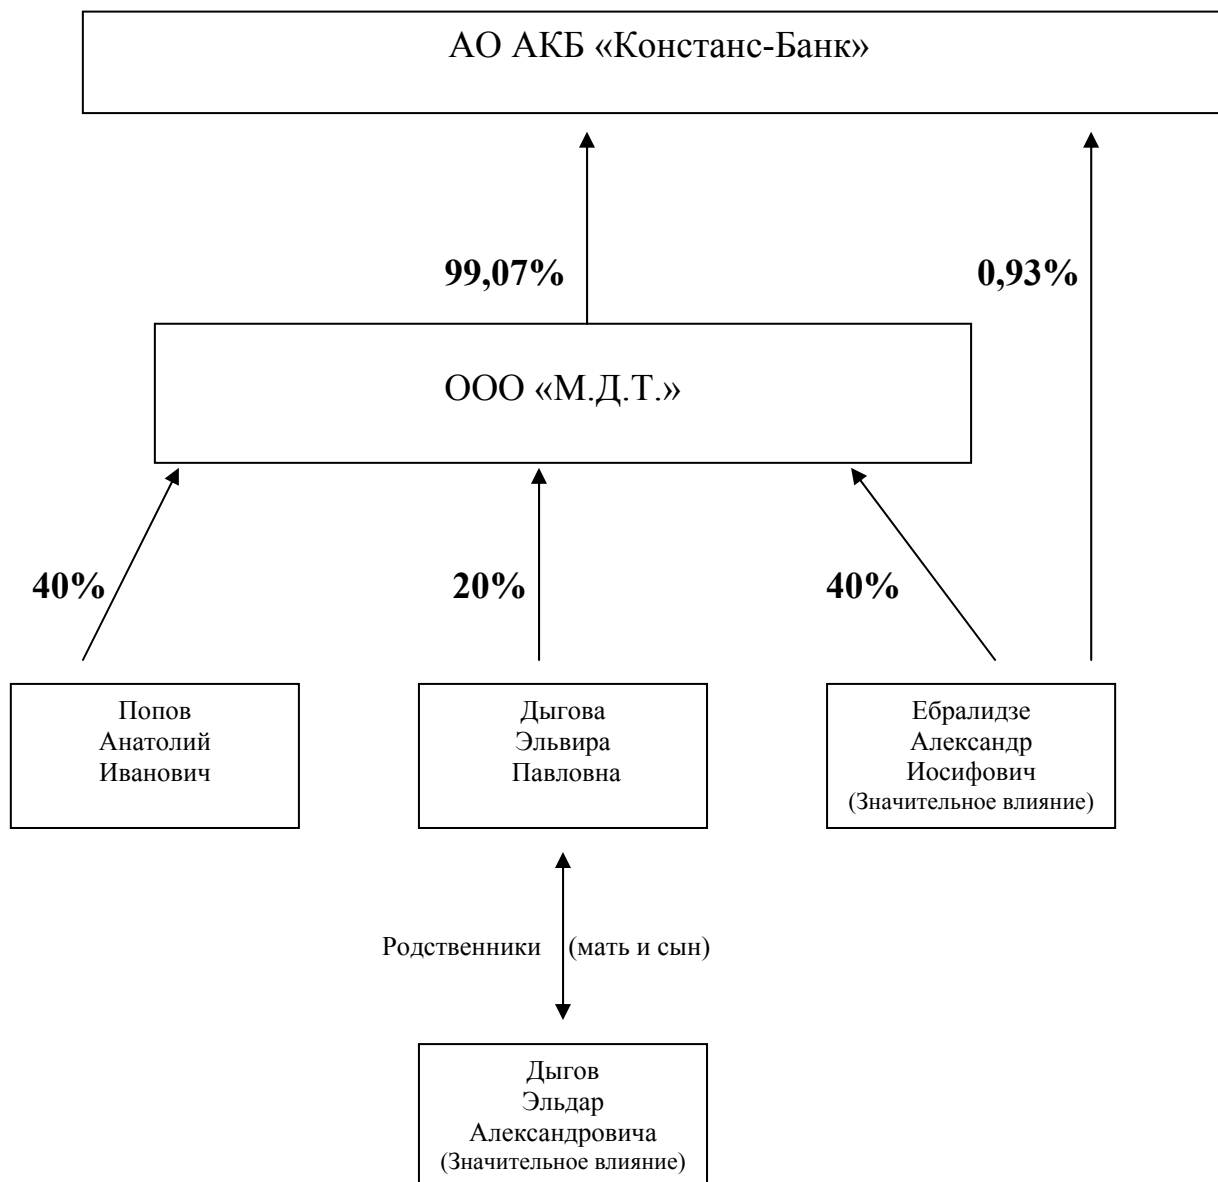 АО АКБ «Констанс-Банк»
99,07%
0,93%
ООО «М.Д.Т.»
40%
20%
40%
Попов
Анатолий
Иванович
Дыгова
Эльвира
Павловна
Ебралидзе
Александр
Иосифович
(Значительное влияние)
Родственники (мать и сын)
Дыгов
Эльдар
Александровича
(Значительное влияние)